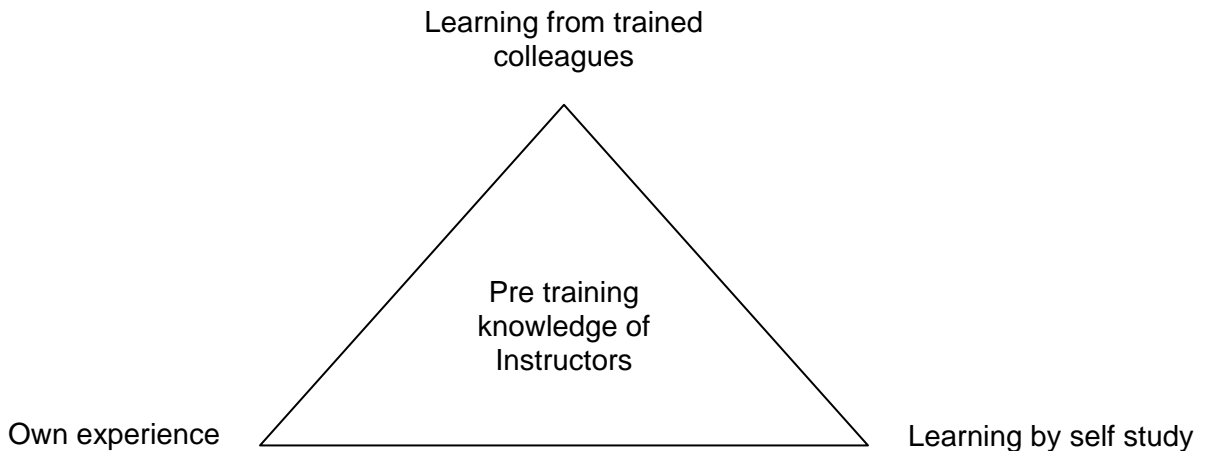 Learning from trained
colleagues
Pre training
knowledge of
Instructors
Own experience
Learning by self study